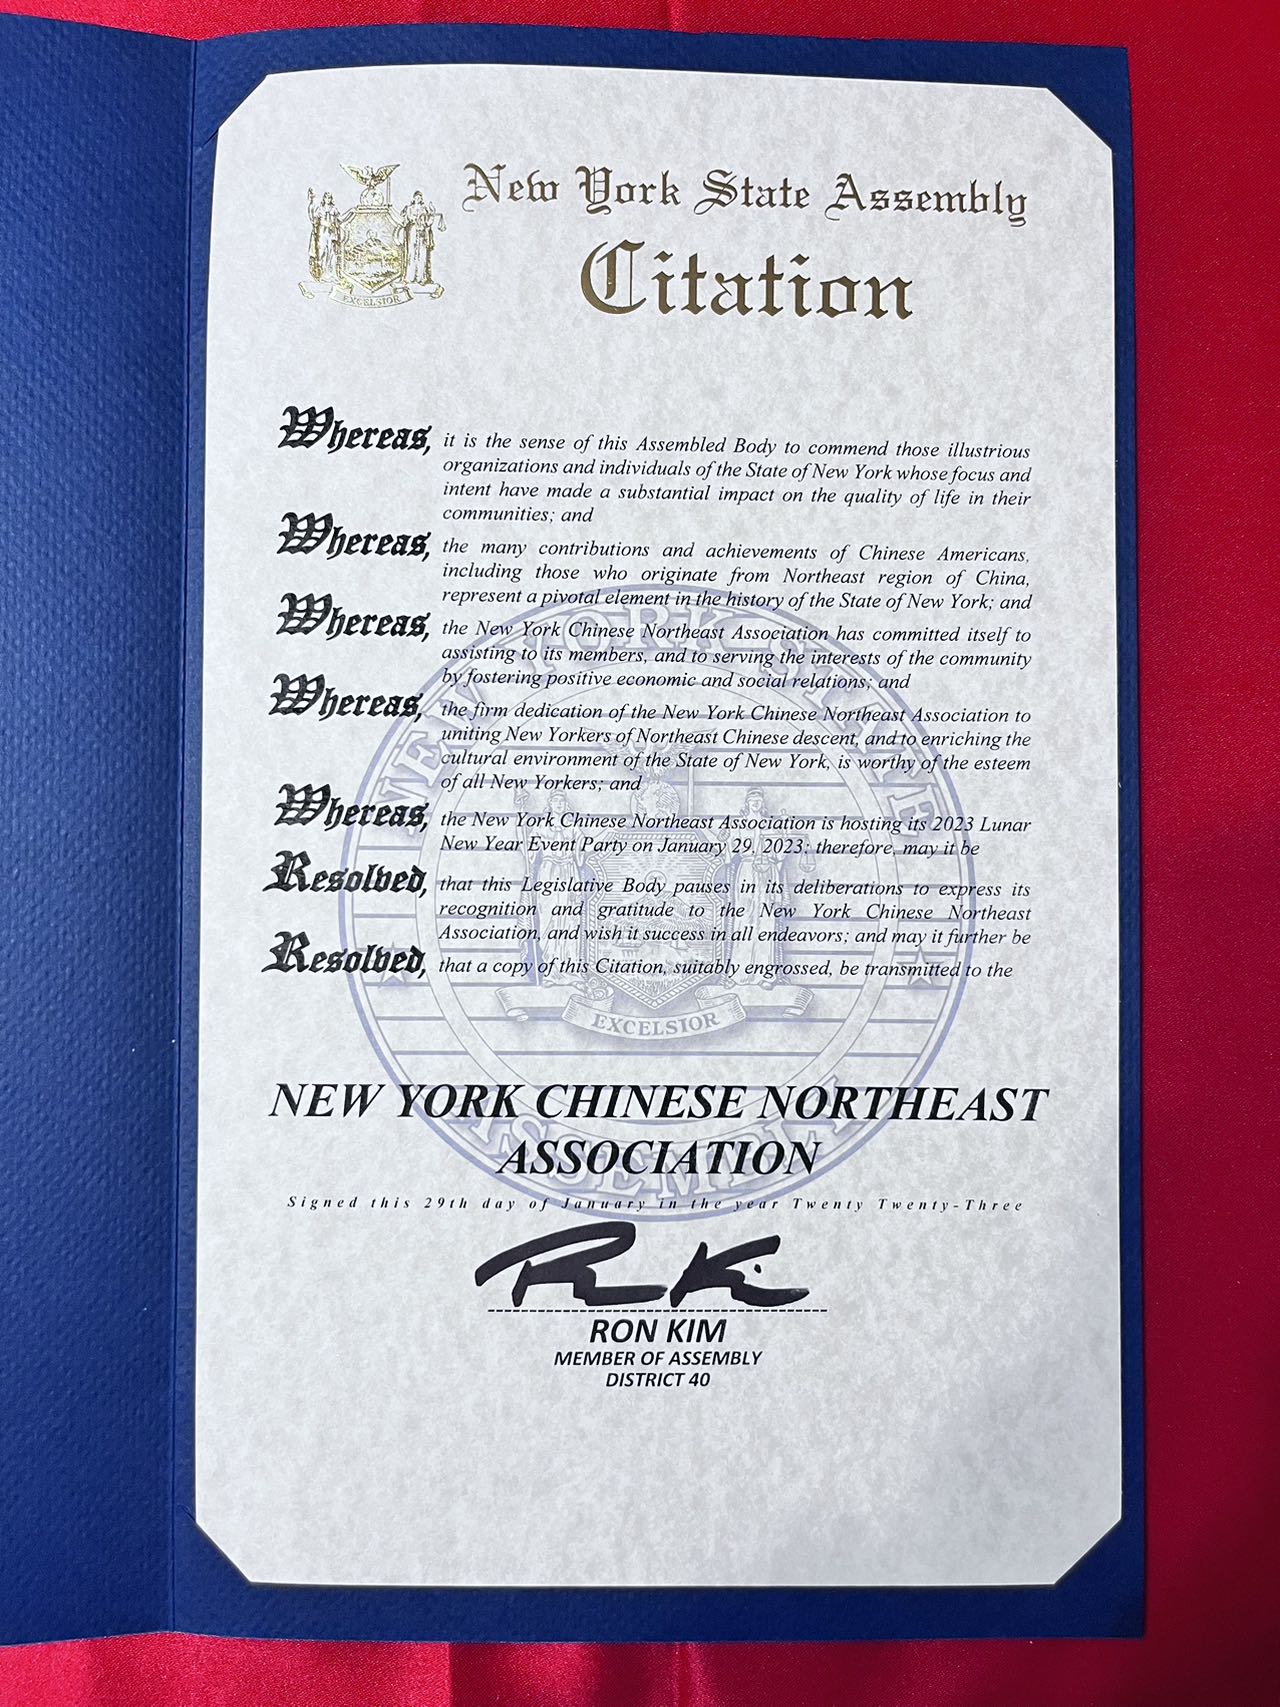 New York State Assembly
Citation
EXCELSIOR
Whereas, it is the sense of this Assembled Body to commend those illustrious
organizations and individuals of the State of New York whose focus and
intent have made a substantial impact on the quality of life in their
communities; and
Whereas, the many contributions and achievements of Chinese Americans,
including those who originate from Northeast region of China,
represent a pivotal element in the history of the State of New York; and
Whereas, the New York Chinese Northeast Association has committed itself to
assisting to its members, and to serving the interests of the community
by fostering positive economic and social relations; and
Whereas, the firm dedication of the New York Chinese Northeast Association to
uniting New Yorkers of Northeast Chinese descent, and to enriching the
cultural environment of the State of New York, is worthy of the esteem
of all New Yorkers; and
Whereas, the New York Chinese Northeast Association is hosting its 2023 Lunar
New Year Event Party on January 29, 2023; therefore, may it be
Resolved, that this Legislative Body pauses in its deliberations to express its
recognition and gratitude to the New York Chinese Northeast
Association, and wish it success in all endeavors; and may it further be
Resolved, that a copy of this Citation, suitably engrossed, be transmitted to the
NEW YORK STATE
EXCELSIOR
ASSEMBLY
NEW YORK CHINESE NORTHEAST
ASSOCIATION
Signed this 29th day of January in the year Twenty Twenty-Three
Ron Kim
RON KIM
MEMBER OF ASSEMBLY
DISTRICT 40